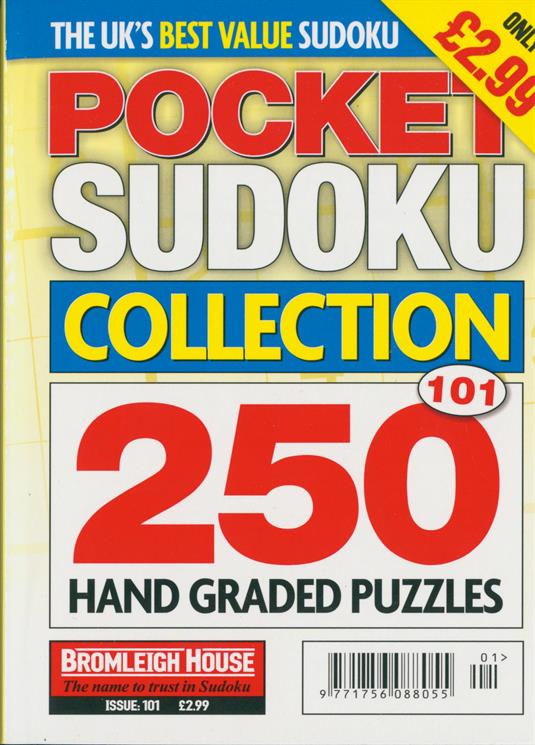 THE UK'S BEST VALUE SUDOKU
ONLY
£2.99
POCKET
SUDOKU
COLLECTION
101
250
HAND GRADED PUZZLES
BROMLEIGH HOUSE
The name to trust in Sudoku
ISSUE: 101 £2.99
01>
9 771756 088055